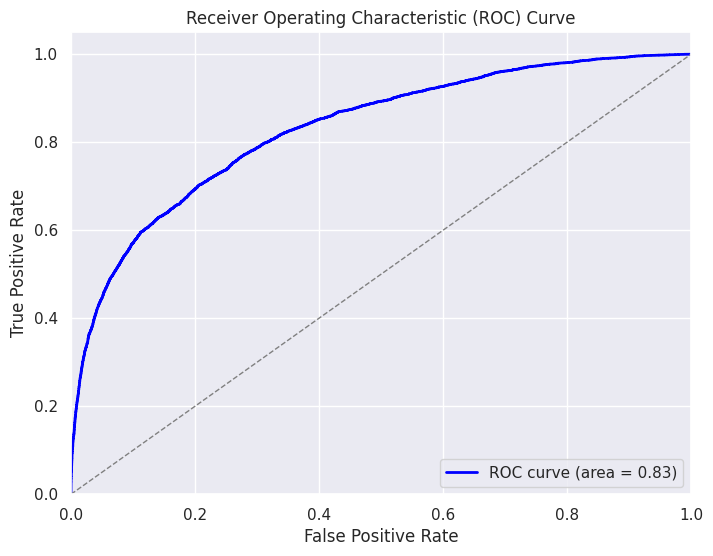 Receiver Operating Characteristic (ROC) Curve
True Positive Rate
1.0
0.8
0.6
0.4
0.2
0.0
ROC curve (area = 0.83)
0.0 0.2 0.4 0.6 0.8 1.0
False Positive Rate